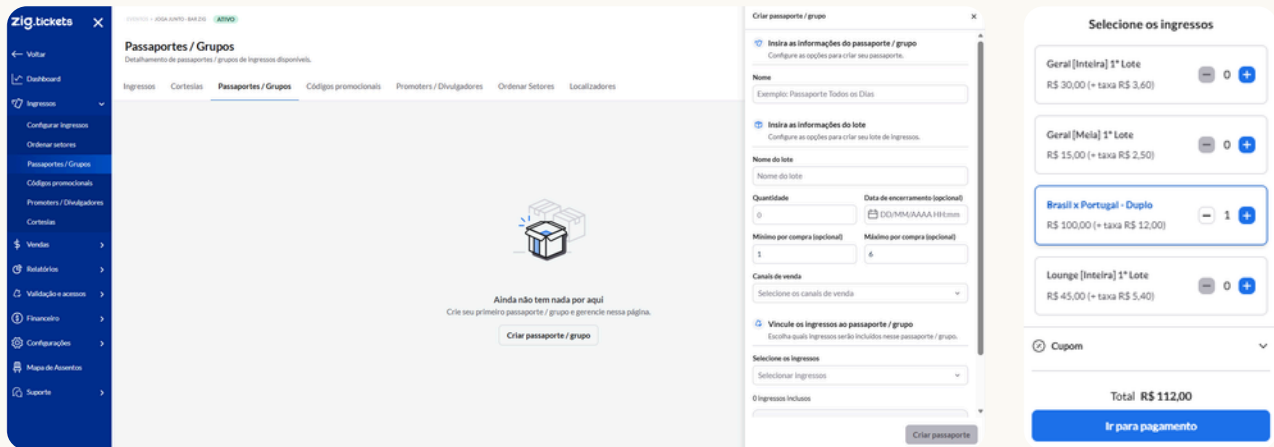 zig.tickets
Voltar
Dashboard
Ingressos
Configurar Ingressos
Ordenar setores
Passaportes / Grupos
Códigos promocionais
Promoters / Divulgadores
Cortesias
Vendas
Relatórios
Validação e acessos
Financeiro
Configurações
Mapa de Assentos
Suporte
EVENTOS > JOGA JUNTO - BAR ZIG ATIVO
Passaportes / Grupos
Detalhamento de passaportes / grupos de ingressos disponíveis.
Ingressos Cortesias Passaportes / Grupos Códigos promocionais Promoters / Divulgadores Ordenar Setores Localizadores
Ainda não tem nada por aqui
Crie seu primeiro passaporte / grupo e gerencie nessa página.
Criar passaporte / grupo
Criar passaporte / grupo
Insira as informações do passaporte / grupo
Configure as opções para criar seu passaporte.
Nome
Exemplo: Passaporte Todos os Dias
Insira as informações do lote
Configure as opções para criar seu lote de ingressos.
Nome do lote
Nome do lote
Quantidade Data de encerramento (opcional)
0 DD/MM/AAAA HH:mm
Mínimo por compra (opcional) Máximo por compra (opcional)
1 6
Canais de venda
Selecione os canais de venda
Vincule os ingressos ao passaporte / grupo
Escolha quais ingressos serão incluídos nesse passaporte / grupo.
Selecione os ingressos
Selecionar ingressos
0 ingressos inclusos
Criar passaporte
Selecione os ingressos
Geral [Inteira] 1° Lote
R$ 30,00 (+ taxa R$ 3,60)
0
Geral [Meia] 1° Lote
R$ 15,00 (+ taxa R$ 2,50)
0
Brasil x Portugal - Duplo
R$ 100,00 (+ taxa R$ 12,00)
1
Lounge [Inteira] 1° Lote
R$ 45,00 (+ taxa R$ 5,40)
0
Cupom
Total R$ 112,00
Ir para pagamento